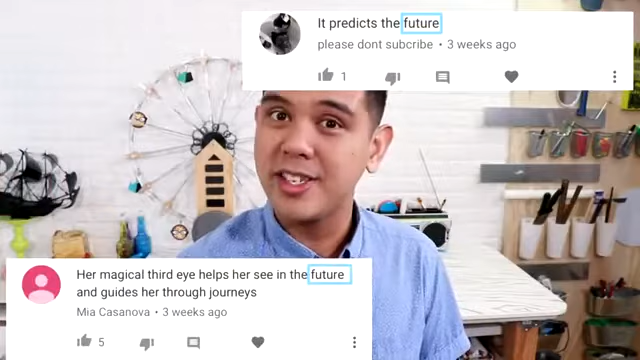 It predicts the future
please dont subcribe • 3 weeks ago
1
Her magical third eye helps her see in the future
and guides her through journeys
Mia Casanova • 3 weeks ago
5